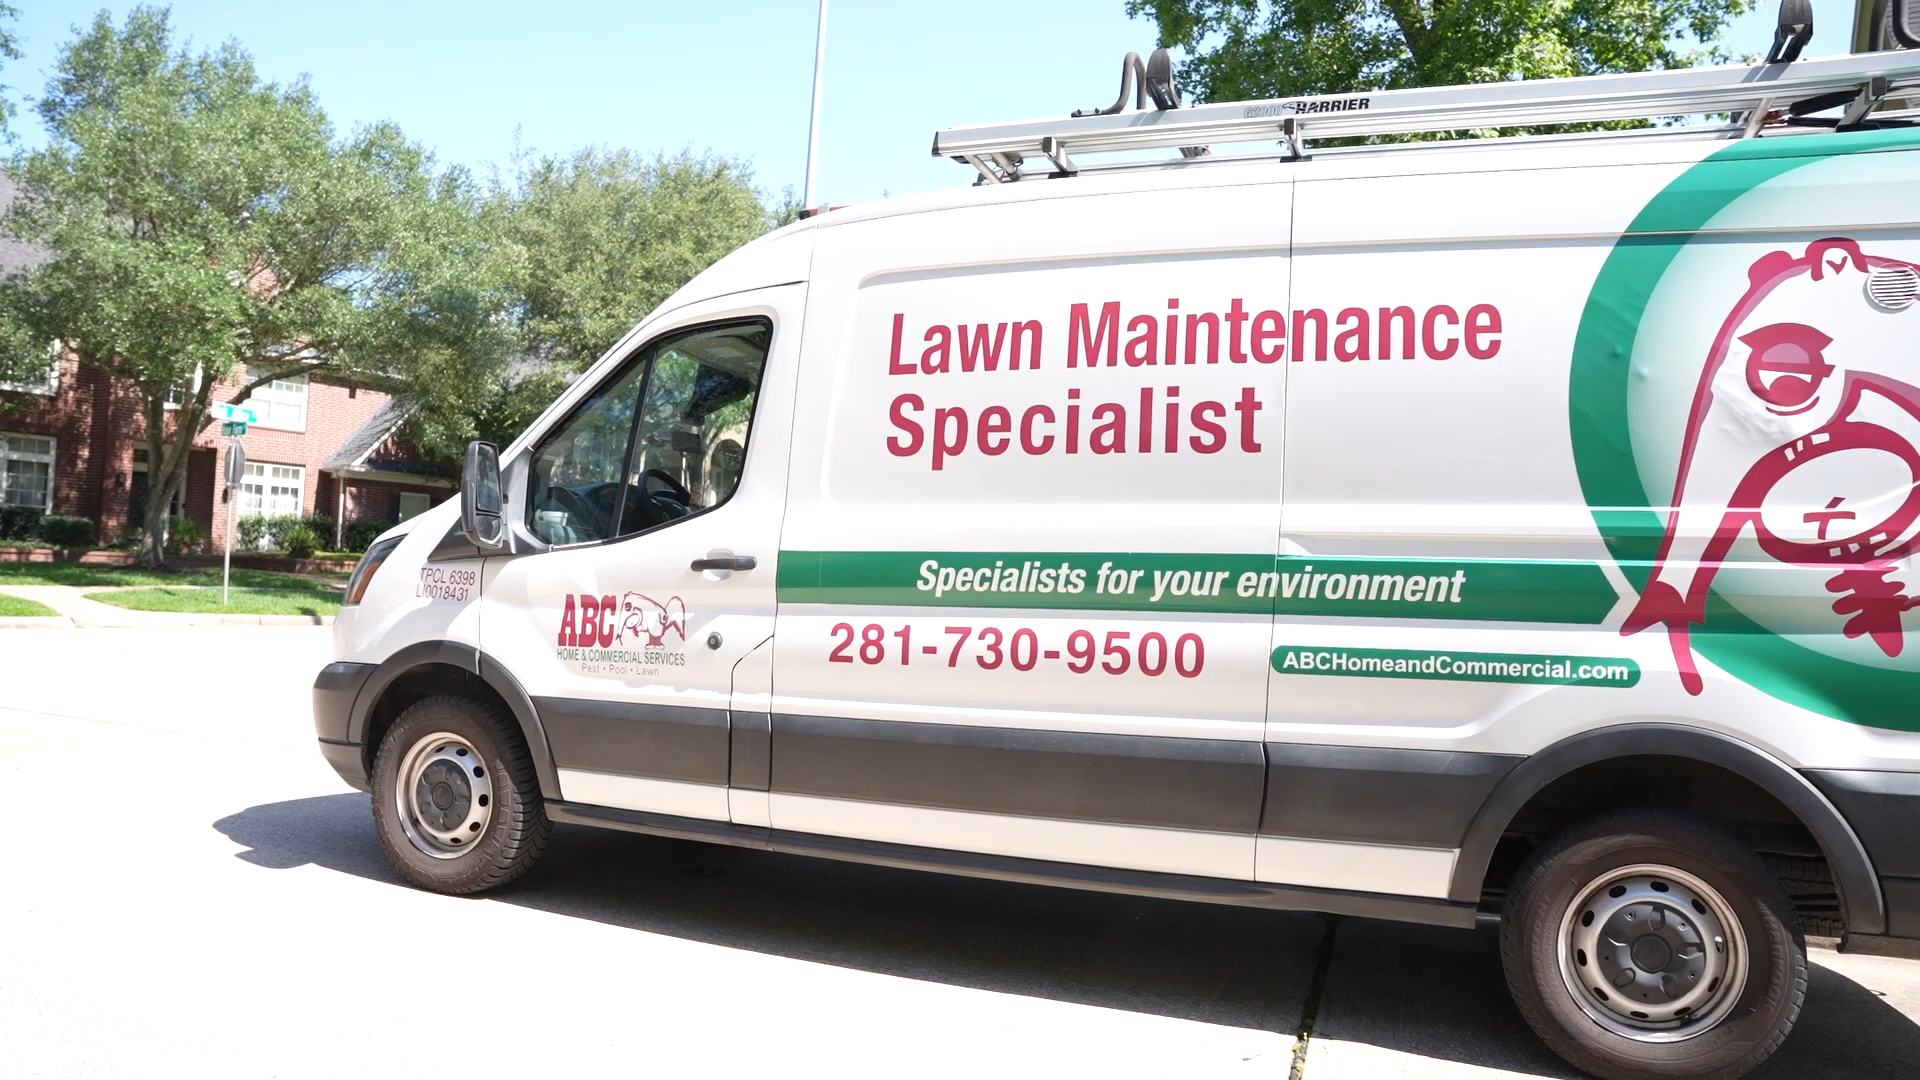 HARRIER
Lawn Maintenance
Specialist
Specialists for your environment
281-730-9500
ABCHomeandCommercial.com
TPCL 6398
LI0018431
ABC
HOME & COMMERCIAL SERVICES
Pest • Pool • Lawn